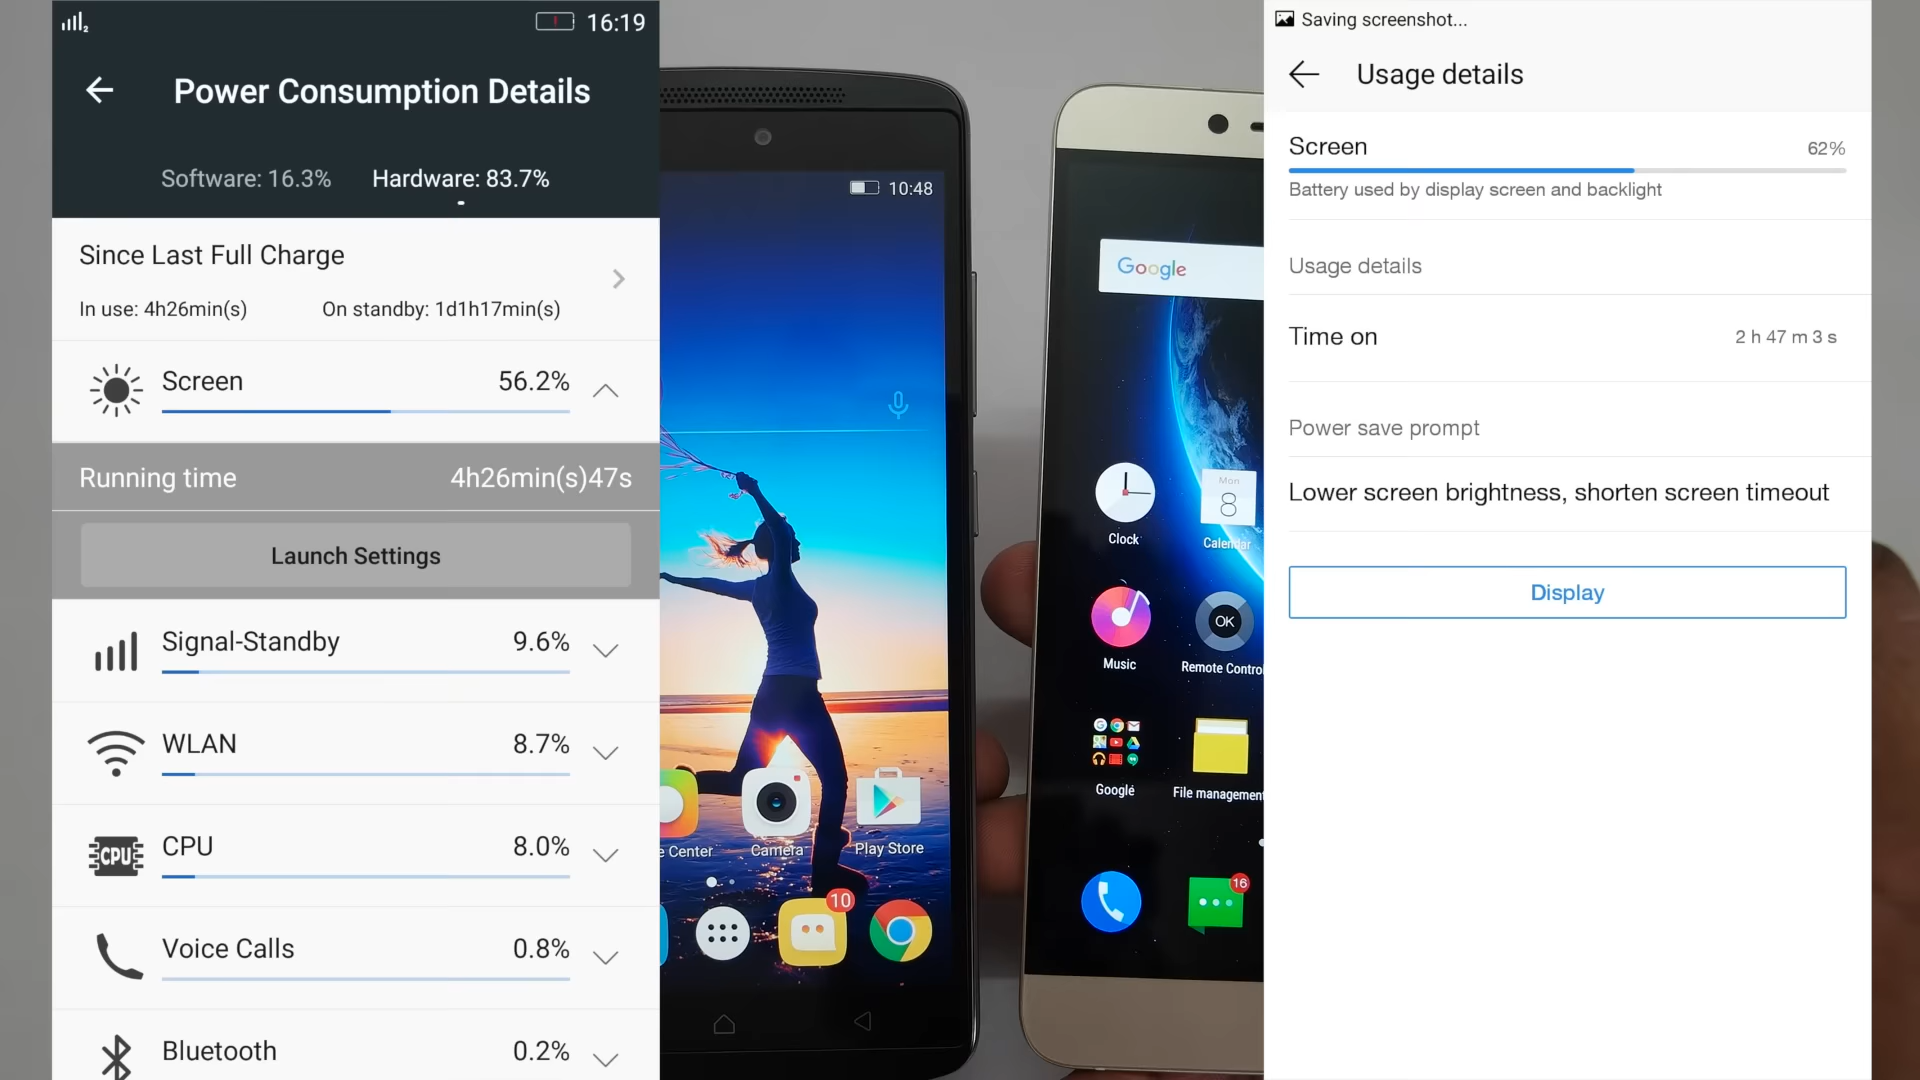 16:19
Power Consumption Details
Software: 16.3%
Hardware: 83.7%
Since Last Full Charge
In use: 4h26min(s)
On standby: 1d1h17min(s)
Screen
56.2%
Running time
4h26min(s)47s
Launch Settings
Signal-Standby
9.6%
WLAN
8.7%
CPU
CPU
8.0%
Voice Calls
0.8%
Bluetooth
0.2%
10:48
e Center
Camera
Play Store
10
Google
Clock
Mon
8
Calendar
Music
OK
Remote Contro
Google
File managemen
16
Saving screenshot...
Usage details
Screen
62%
Battery used by display screen and backlight
Usage details
Time on
2 h 47 m 3 s
Power save prompt
Lower screen brightness, shorten screen timeout
Display